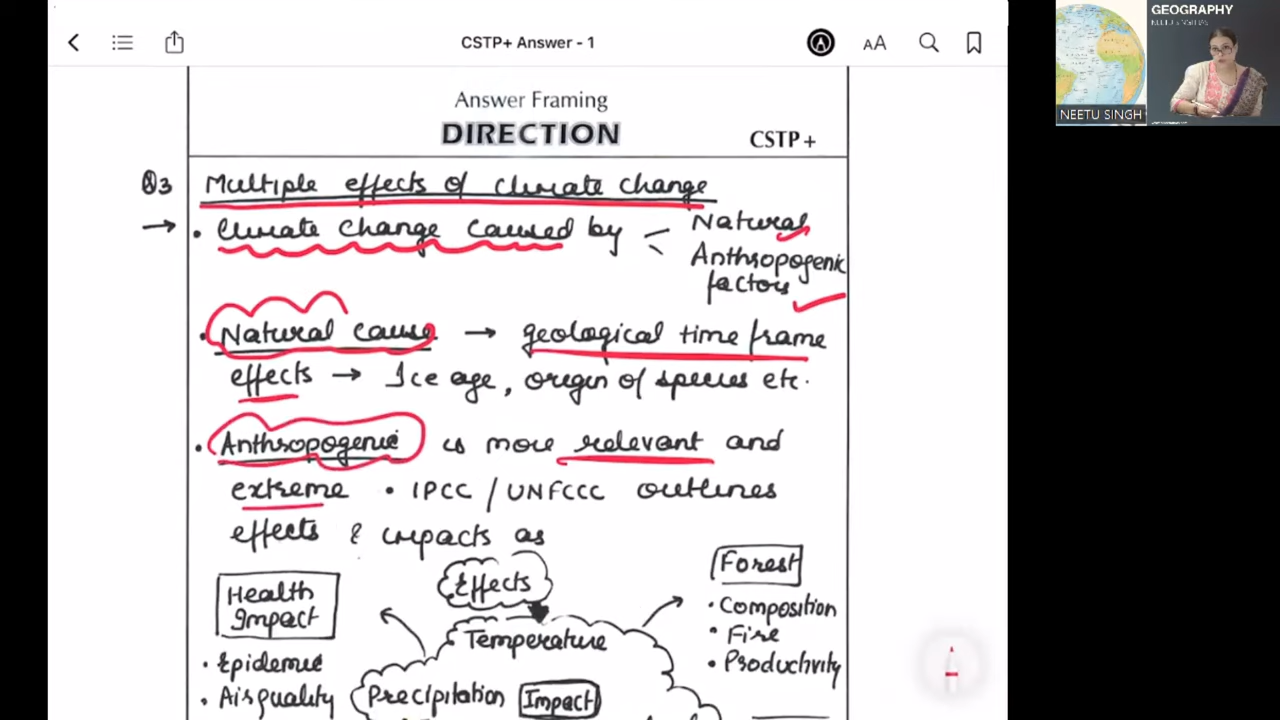 CSTP+ Answer - 1
AA
GEOGRAPHY
NEETU SINGH
Answer Framing
DIRECTION
CSTP+
Q3 Multiple effects of climate change
→ • Climate change caused by
Natural
Anthropogenic
factors
• Natural cause → geological time frame
effects → Ice age, origin of species etc.
• Anthropogenic is more relevant and
extreme • IPCC / UNFCCC outlines
effects & impacts as
Effects
Forest
Health
Impact
• Composition
• Fire
• Productivity
Temperature
• Epidemic
• Air quality
Precipitation
Impact